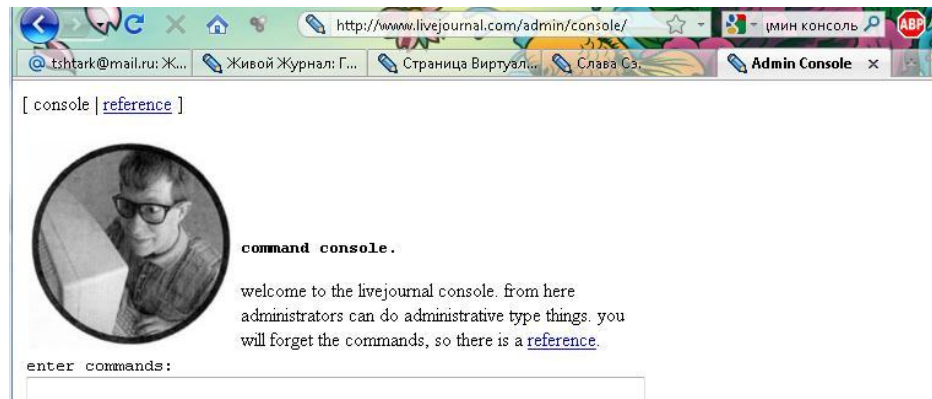 http://www.livejournal.com/admin/console/
мин консоль
ABP
tshtark@mail.ru: Ж...
Живой Журнал: Г...
Страница Виртуал...
Слава Сэ.
Admin Console
[ console | reference ]
command console.
welcome to the livejournal console. from here
administrators can do administrative type things. you
will forget the commands, so there is a reference.
enter commands: